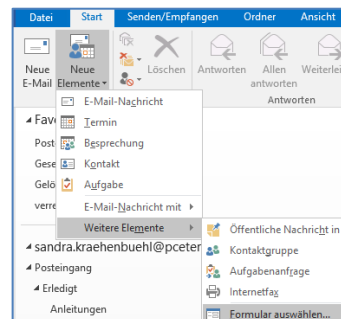 Datei Start Senden/Empfangen Ordner Ansicht
Neue E-Mail
Neue Elemente
Löschen
Antworten
Allen antworten
Weiterlei
Antworten
Favo
E-Mail-Nachricht
Termin
Post
Besprechung
Gese
Kontakt
Gelö
Aufgabe
verre
E-Mail-Nachricht mit
Weitere Elemente
Öffentliche Nachricht in
sandra.kraehenbuehl@pceter
Kontaktgruppe
Posteingang
Aufgabenanfrage
Erledigt
Internetfax
Anleitungen
Formular auswählen...